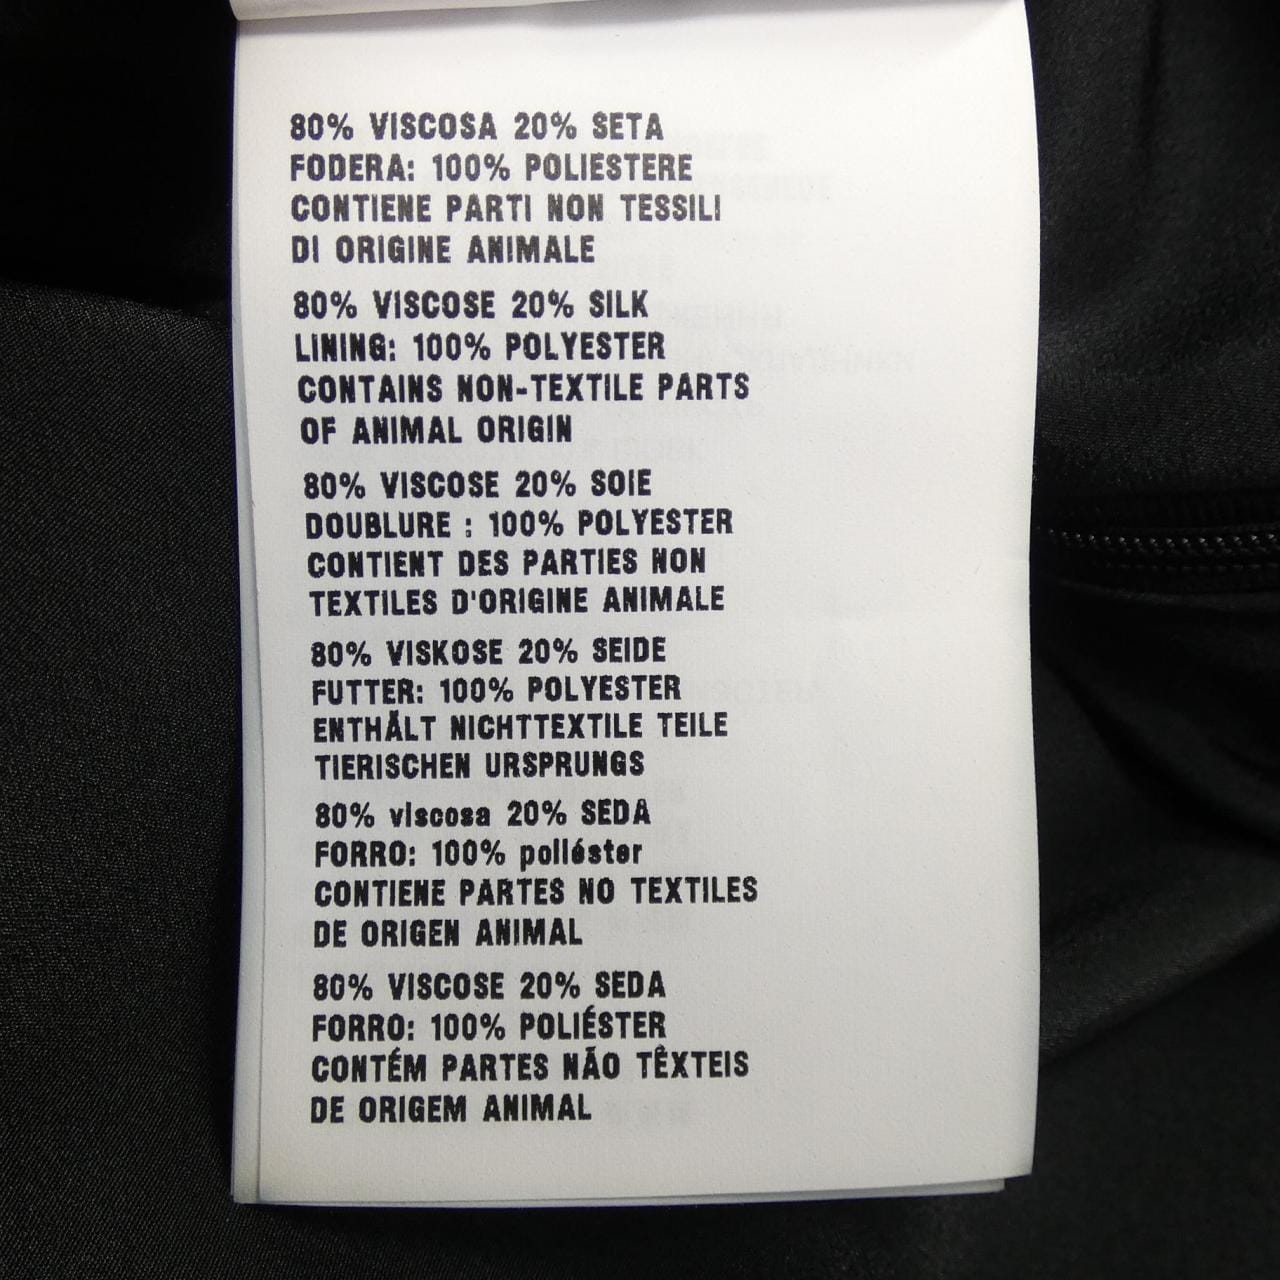 80% VISCOSA 20% SETA
FODERA: 100% POLIESTERE
CONTIENE PARTI NON TESSILI
DI ORIGINE ANIMALE
80% VISCOSE 20% SILK
LINING: 100% POLYESTER
CONTAINS NON-TEXTILE PARTS
OF ANIMAL ORIGIN
80% VISCOSE 20% SOIE
DOUBLURE : 100% POLYESTER
CONTIENT DES PARTIES NON
TEXTILES D'ORIGINE ANIMALE
80% VISKOSE 20% SEIDE
FUTTER: 100% POLYESTER
ENTHÄLT NICHTTEXTILE TEILE
TIERISCHEN URSPRUNGS
80% viscosa 20% SEDA
FORRO: 100% poliéster
CONTIENE PARTES NO TEXTILES
DE ORIGEN ANIMAL
80% VISCOSE 20% SEDA
FORRO: 100% POLIÉSTER
CONTÉM PARTES NÃO TÊXTEIS
DE ORIGEM ANIMAL